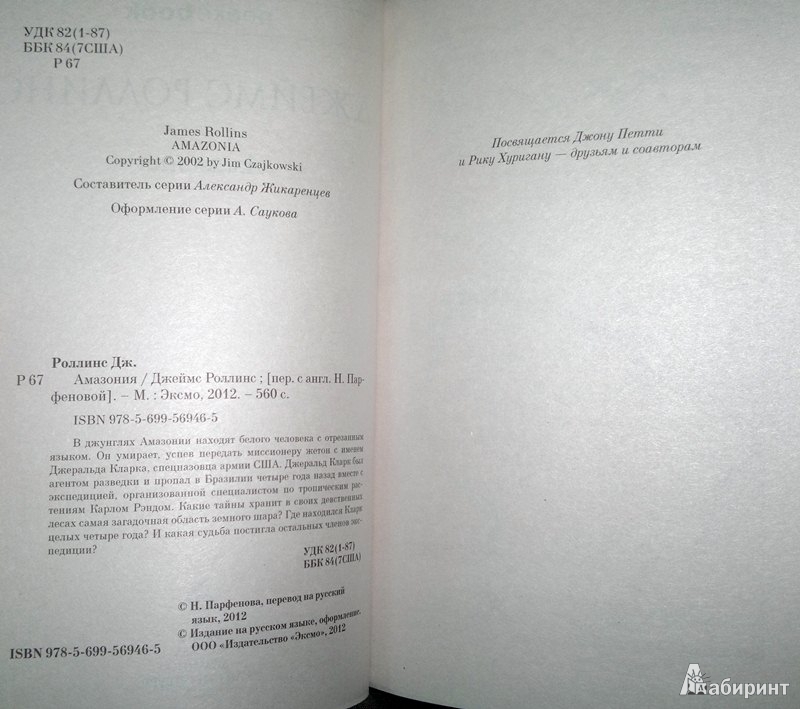 УДК 82(1-87)
ББК 84(7США)
Р 67
James Rollins
AMAZONIA
Copyright © 2002 by Jim Czajkowski
Составитель серии Александр Жикаренцев
Оформление серии А. Саукова
Роллинс Дж.
Р 67 Амазония / Джеймс Роллинс ; [пер. с англ. Н. Пар-
феновой]. – М. : Эксмо, 2012. – 560 с.
ISBN 978-5-699-56946-5
В джунглях Амазонии находят белого человека с отрезанным
языком. Он умирает, успев передать миссионеру жетон с именем
Джеральда Кларка, спецназовца армии США. Джеральд Кларк был
агентом разведки и пропал в Бразилии четыре года назад вместе с
экспедицией, организованной специалистом по тропическим рас-
тениям Карлом Рэндом. Какие тайны хранит в своих девственных
лесах самая загадочная область земного шара? Где находился Кларк
целых четыре года? И какая судьба постигла остальных членов экс-
педиции?
УДК 82(1-87)
ББК 84(7США)
© Н. Парфенова, перевод на русский
язык, 2012
© Издание на русском языке, оформление.
ООО «Издательство «Эксмо», 2012
ISBN 978-5-699-56946-5
Посвящается Джону Петти
и Рику Хуригану — друзьям и соавторам
Лабиринт